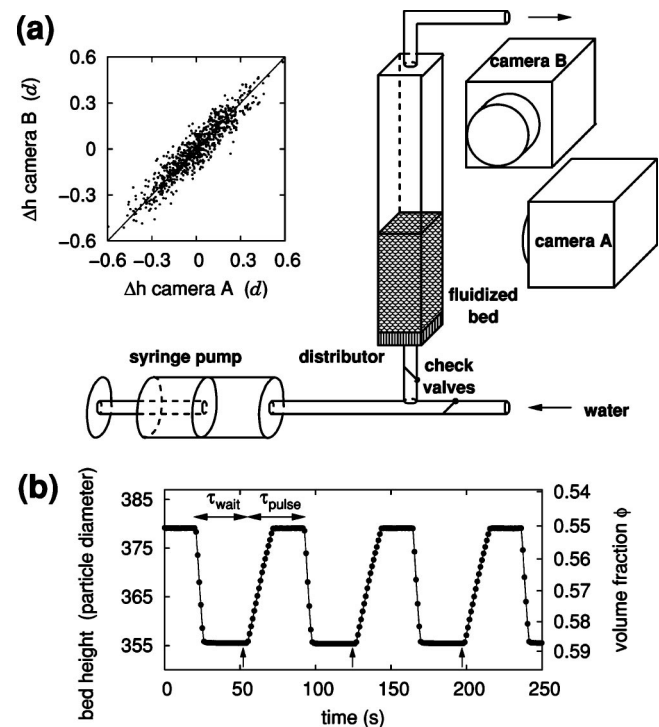 (a)
0.6
0.3
0
−0.3
−0.6
Δh camera B (d)
−0.6 −0.3 0 0.3 0.6
Δh camera A (d)
camera B
camera A
fluidized
bed
syringe pump
distributor
check
valves
water
(b)
bed height (particle diameter)
385
375
365
355
τwait
τpulse
0.54
0.55
0.56
0.57
0.58
0.59
volume fraction ϕ
0 50 100 150 200 250
time (s)